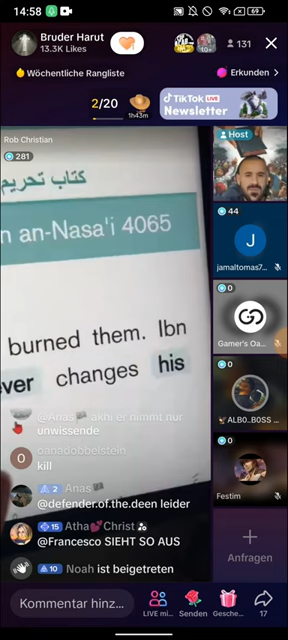 14:58
69
Bruder Harut
13.3K Likes
10+
131
Wöchentliche Rangliste
Erkunden >
2/20
1h43m
TikTok LIVE
Newsletter
Rob Christian
281
كتاب تحريم
n an-Nasa'i 4065
burned them. Ibn
ever changes his
@Anas akhi er nimmt nur
unwissende
oanadobbelstein
kill
2 Anas
@defender.of.the.deen leider
15 Atha Christ
@Francesco SIEHT SO AUS
10 Noah ist beigetreten
Host
44
J
jamaltomas7...
0
Gamer's Oa...
0
ALB0..B0SS ...
0
Festim
+
Anfragen
Kommentar hinz...
LIVE mi...
Senden
Gesche...
17